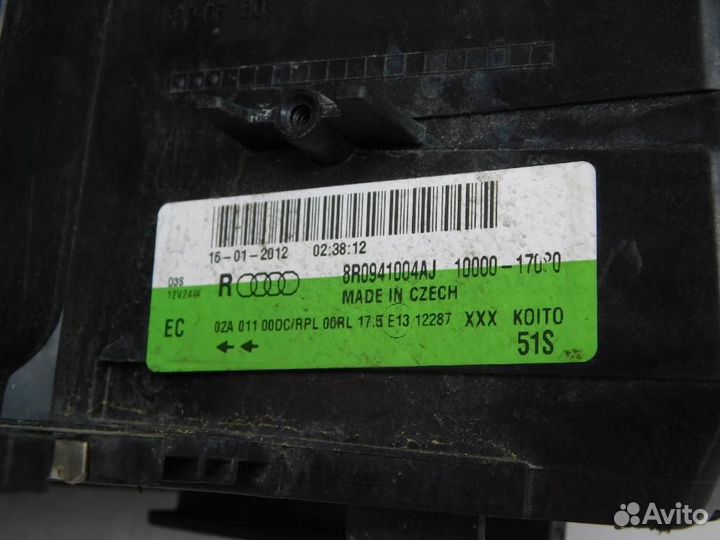 16-01-2012 02:38:12
D3S
12V24W
R 8R0941004AJ 10000-
MADE IN CZECH
EC 02A 011 00DC/RPL 00RL 17.5 E13 12287 XXX KOITO
51S
Avito